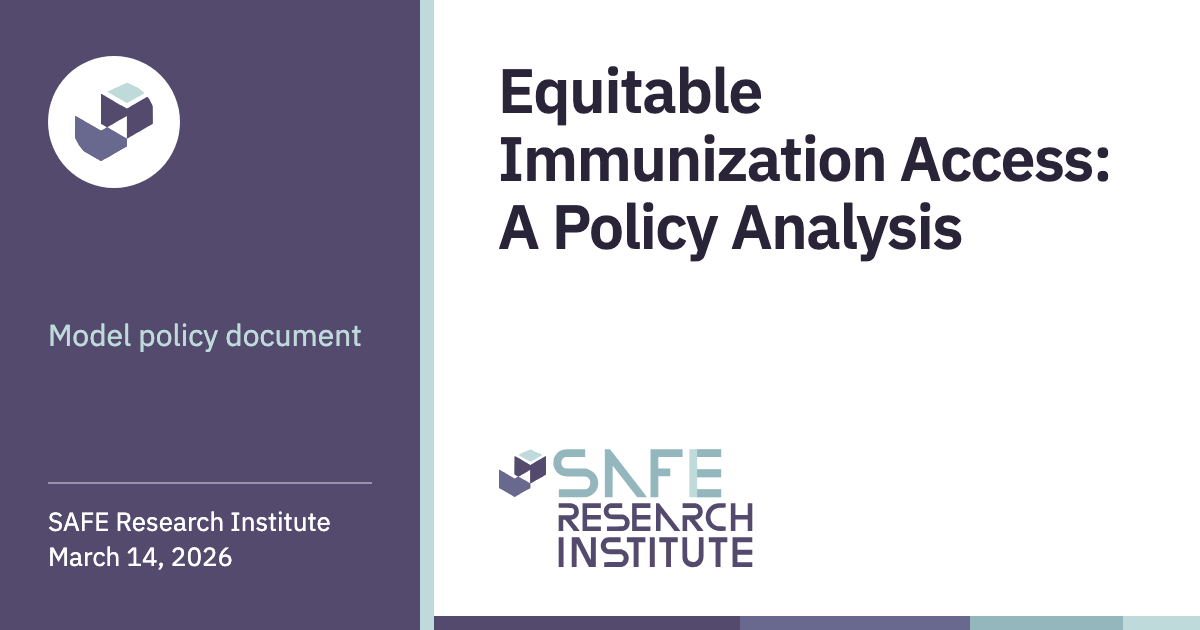 Model policy document
SAFE Research Institute
March 14, 2026
Equitable
Immunization Access:
A Policy Analysis
SAFE
RESEARCH
INSTITUTE